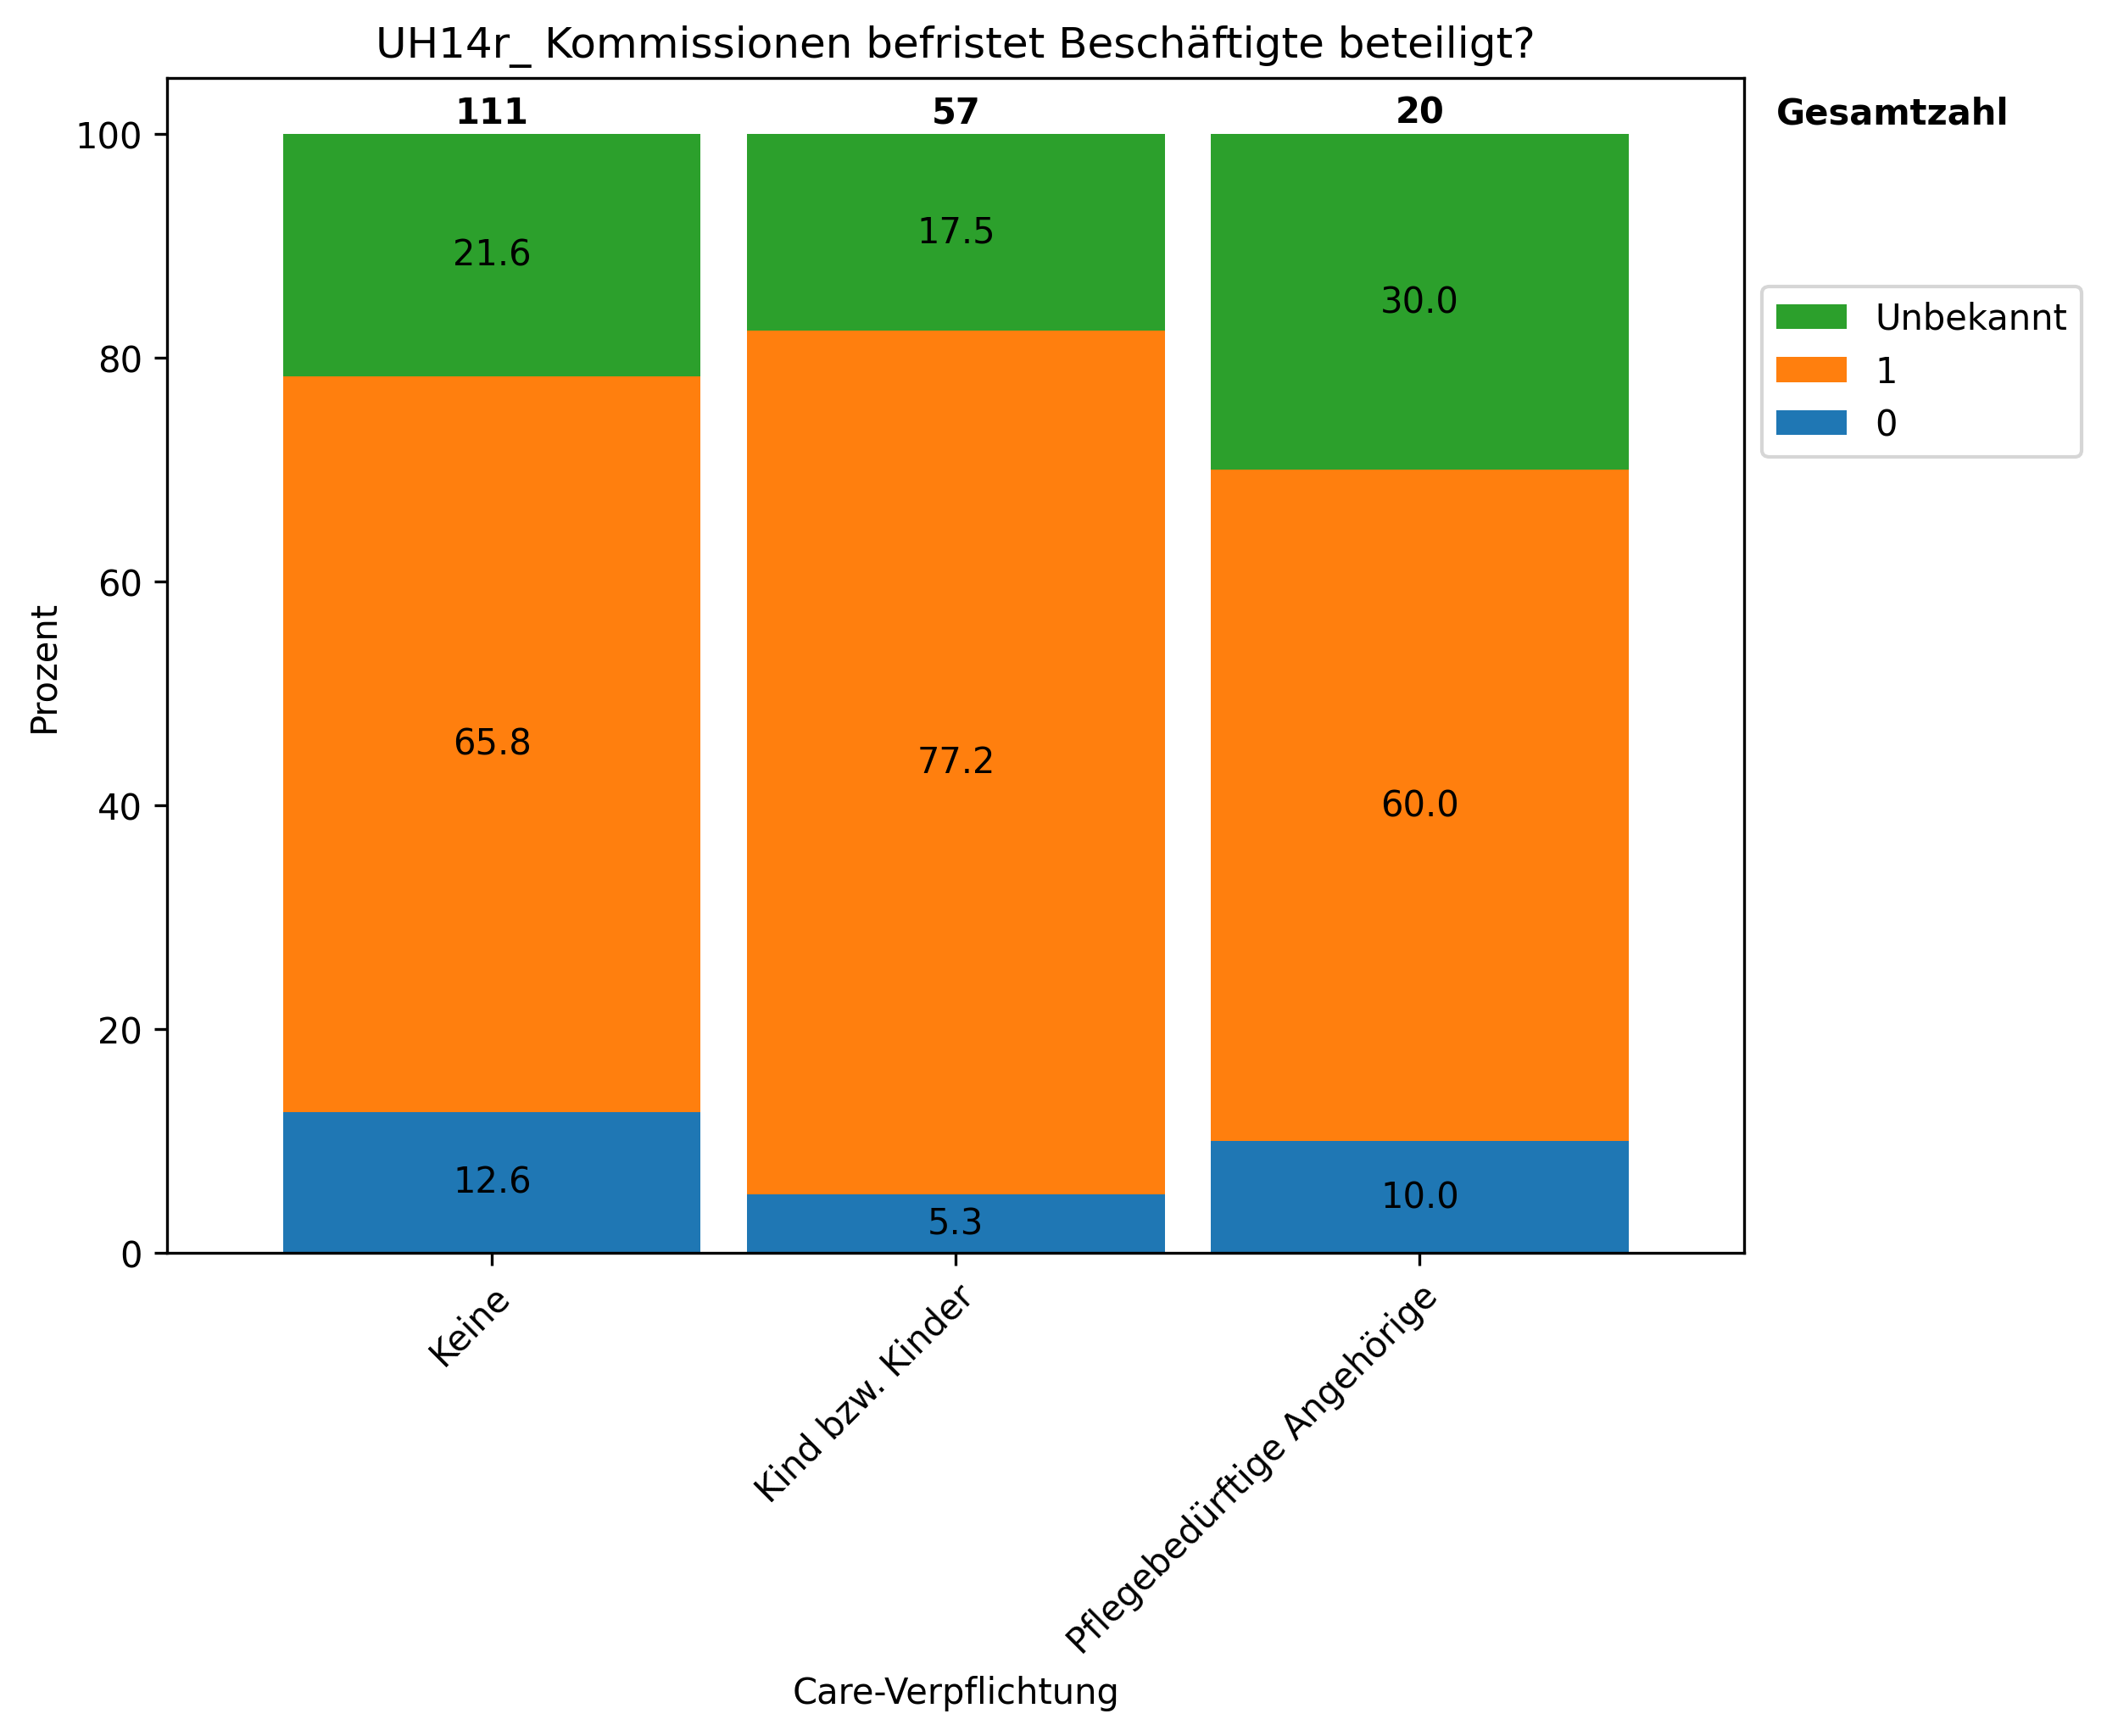 UH14r_ Kommissionen befristet Beschäftigte beteiligt?
111 57 20 Gesamtzahl
100
80
60
40
20
0
Prozent
21.6
65.8
12.6
17.5
77.2
5.3
30.0
60.0
10.0
Unbekannt
1
0
Keine
Kind bzw. Kinder
Pflegebedürftige Angehörige
Care-Verpflichtung